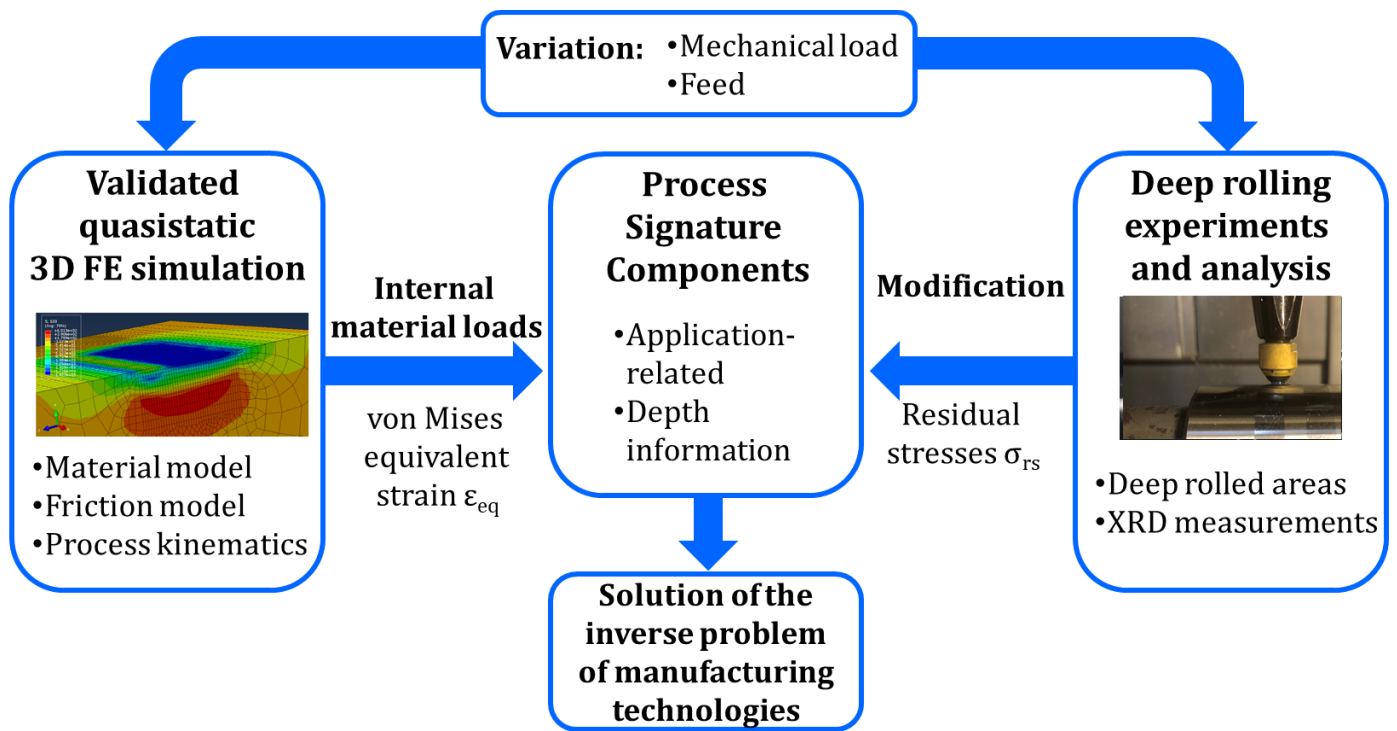 Variation: •Mechanical load
•Feed
Validated
quasistatic
3D FE simulation
•Material model
•Friction model
•Process kinematics
Internal
material loads
von Mises
equivalent
strain εeq
Process
Signature
Components
•Application-
related
•Depth
information
Modification
Residual
stresses σrs
Deep rolling
experiments
and analysis
•Deep rolled areas
•XRD measurements
Solution of the
inverse problem
of manufacturing
technologies